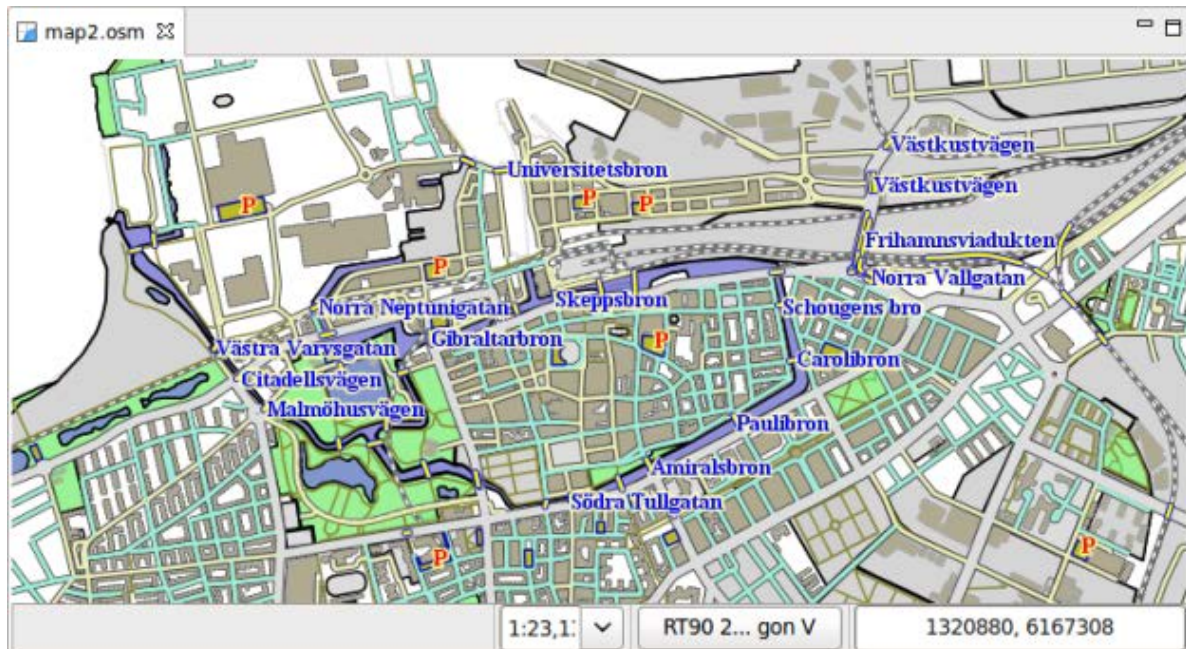 map2.osm
Västkustvägen
Universitetsbron
Västkustvägen
P
P
P
Frihamnsviadukten
P
Norra Vallgatan
Skeppsbron
Norra Neptunigatan
Schougens bro
Gibraltarbron
P
Västra Varvsgatan
Carolibron
Citadellsvägen
Malmöhusvägen
Paulibron
Amiralsbron
Södra Tullgatan
P
P
RT90 2... gon V
1320880, 6167308